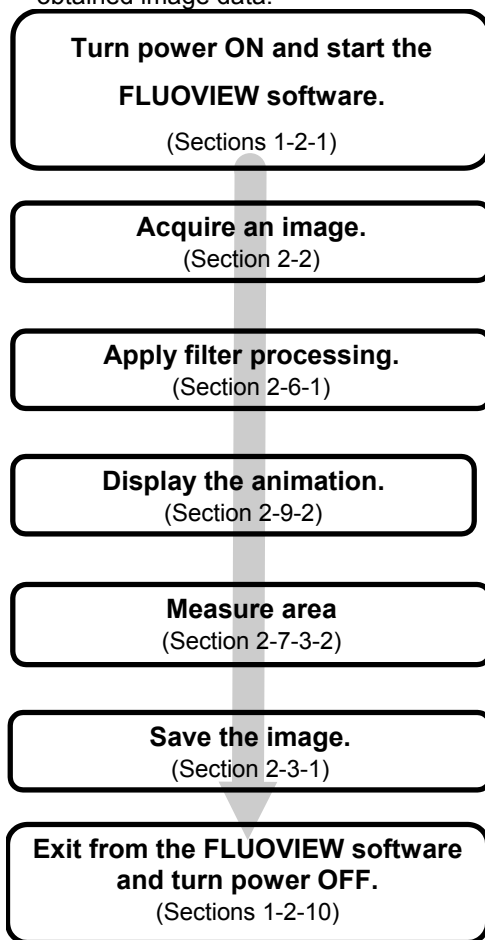 obtained image data.
Turn power ON and start the
FLUOVIEW software.
(Sections 1-2-1)
Acquire an image.
(Section 2-2)
Apply filter processing.
(Section 2-6-1)
Display the animation.
(Section 2-9-2)
Measure area
(Section 2-7-3-2)
Save the image.
(Section 2-3-1)
Exit from the FLUOVIEW software
and turn power OFF.
(Sections 1-2-10)